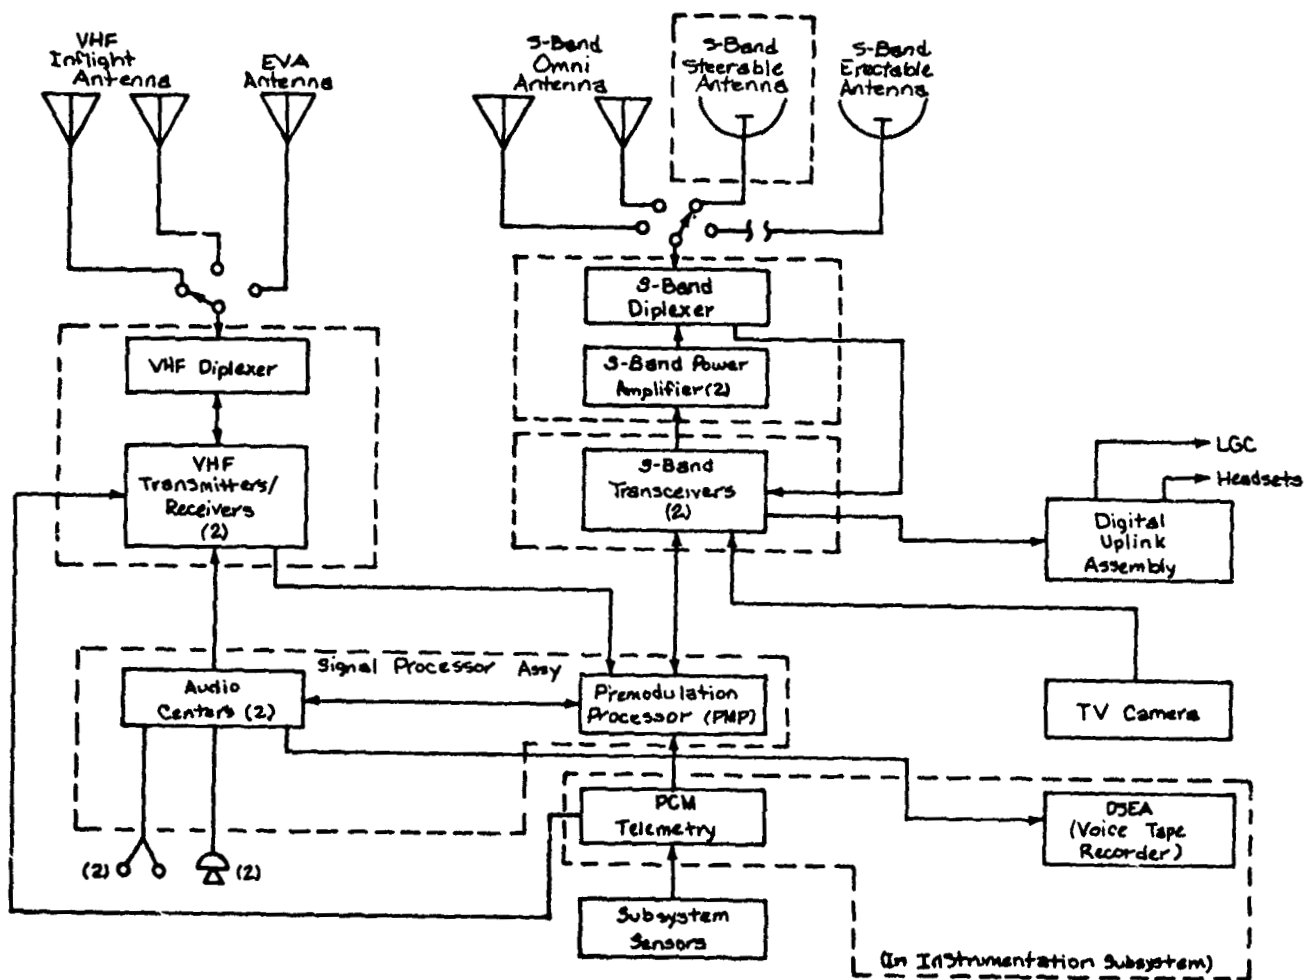 VHF
Inflight
Antenna
EVA
Antenna
S-Band
Omni
Antenna
S-Band
Steerable
Antenna
S-Band
Erectable
Antenna
S-Band
Diplexer
VHF Diplexer
S-Band Power
Amplifier (2)
VHF
Transmitters/
Receivers
(2)
S-Band
Transceivers
(2)
LGC
Headsets
Digital
Uplink
Assembly
Signal Processor Assy
Audio
Centers (2)
Premodulation
Processor (PMP)
TV Camera
PCM
Telemetry
DSEA
(Voice Tape
Recorder)
(2)
(2)
Subsystem
Sensors
(In Instrumentation Subsystem)